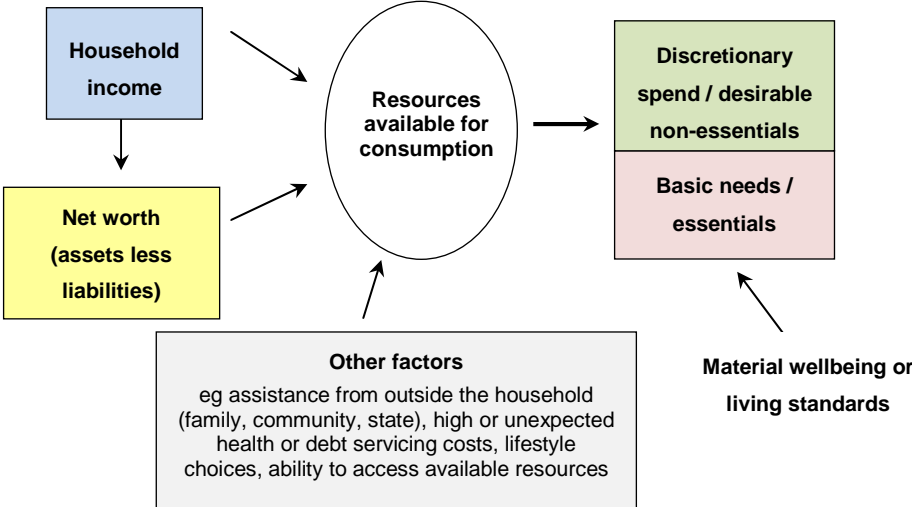 Household
income
Net worth
(assets less
liabilities)
Resources
available for
consumption
Discretionary
spend / desirable
non-essentials
Basic needs /
essentials
Other factors
eg assistance from outside the household
(family, community, state), high or unexpected
health or debt servicing costs, lifestyle
choices, ability to access available resources
Material wellbeing or
living standards